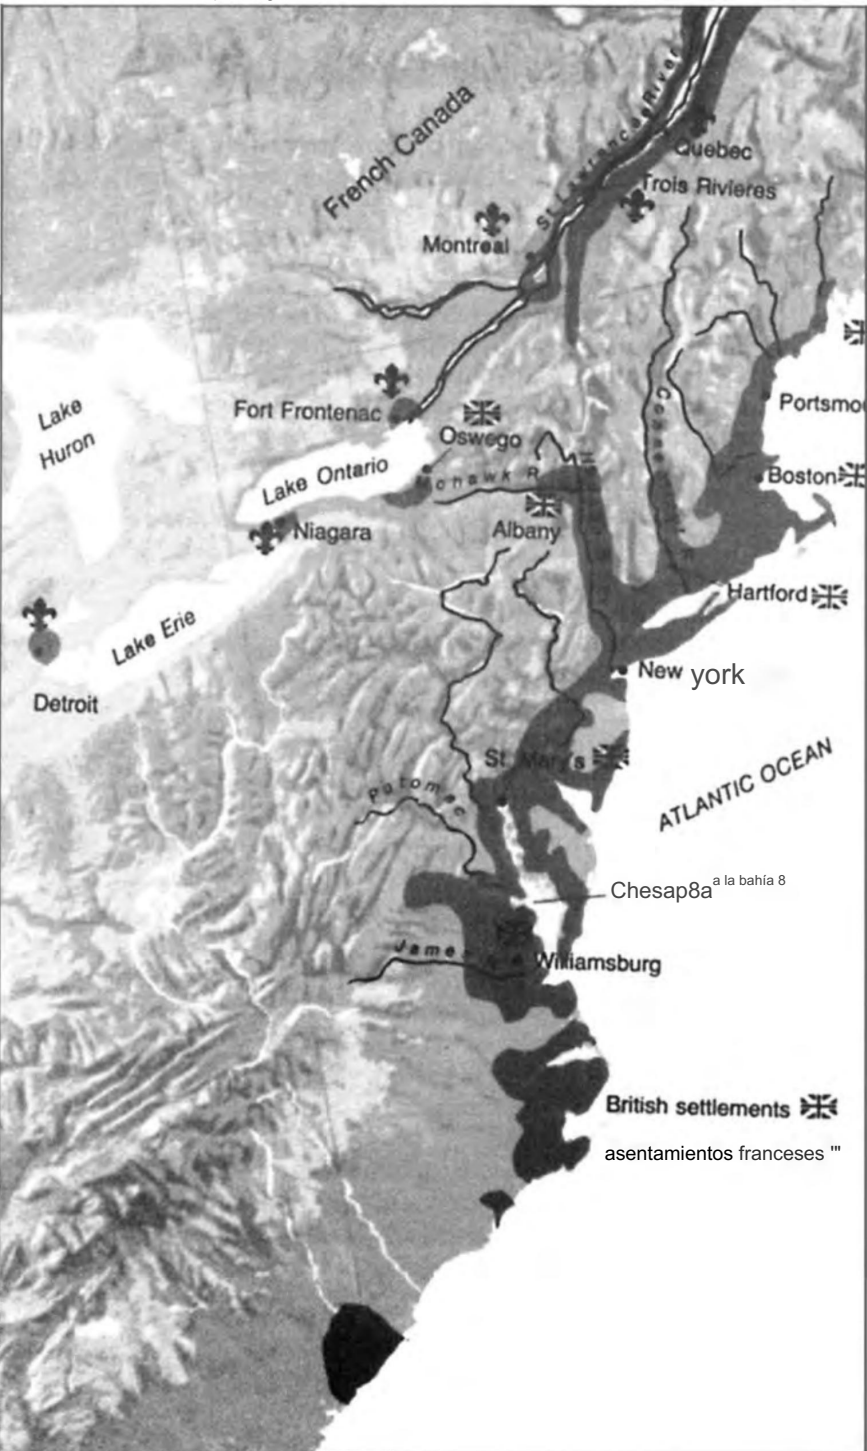 French Canada
St Lawrence River
Quebec
Trois Rivieres
Montreal
Lake
Huron
Fort Frontenac
Oswego
Portsmo
Lake Ontario
Mohawk R
Boston
Niagara
Albany
Hartford
Lake Erie
New york
Detroit
St. Mary's
ATLANTIC OCEAN
Potomac
Chesap8a a la bahía 8
James
Williamsburg
British settlements
asentamientos franceses '"